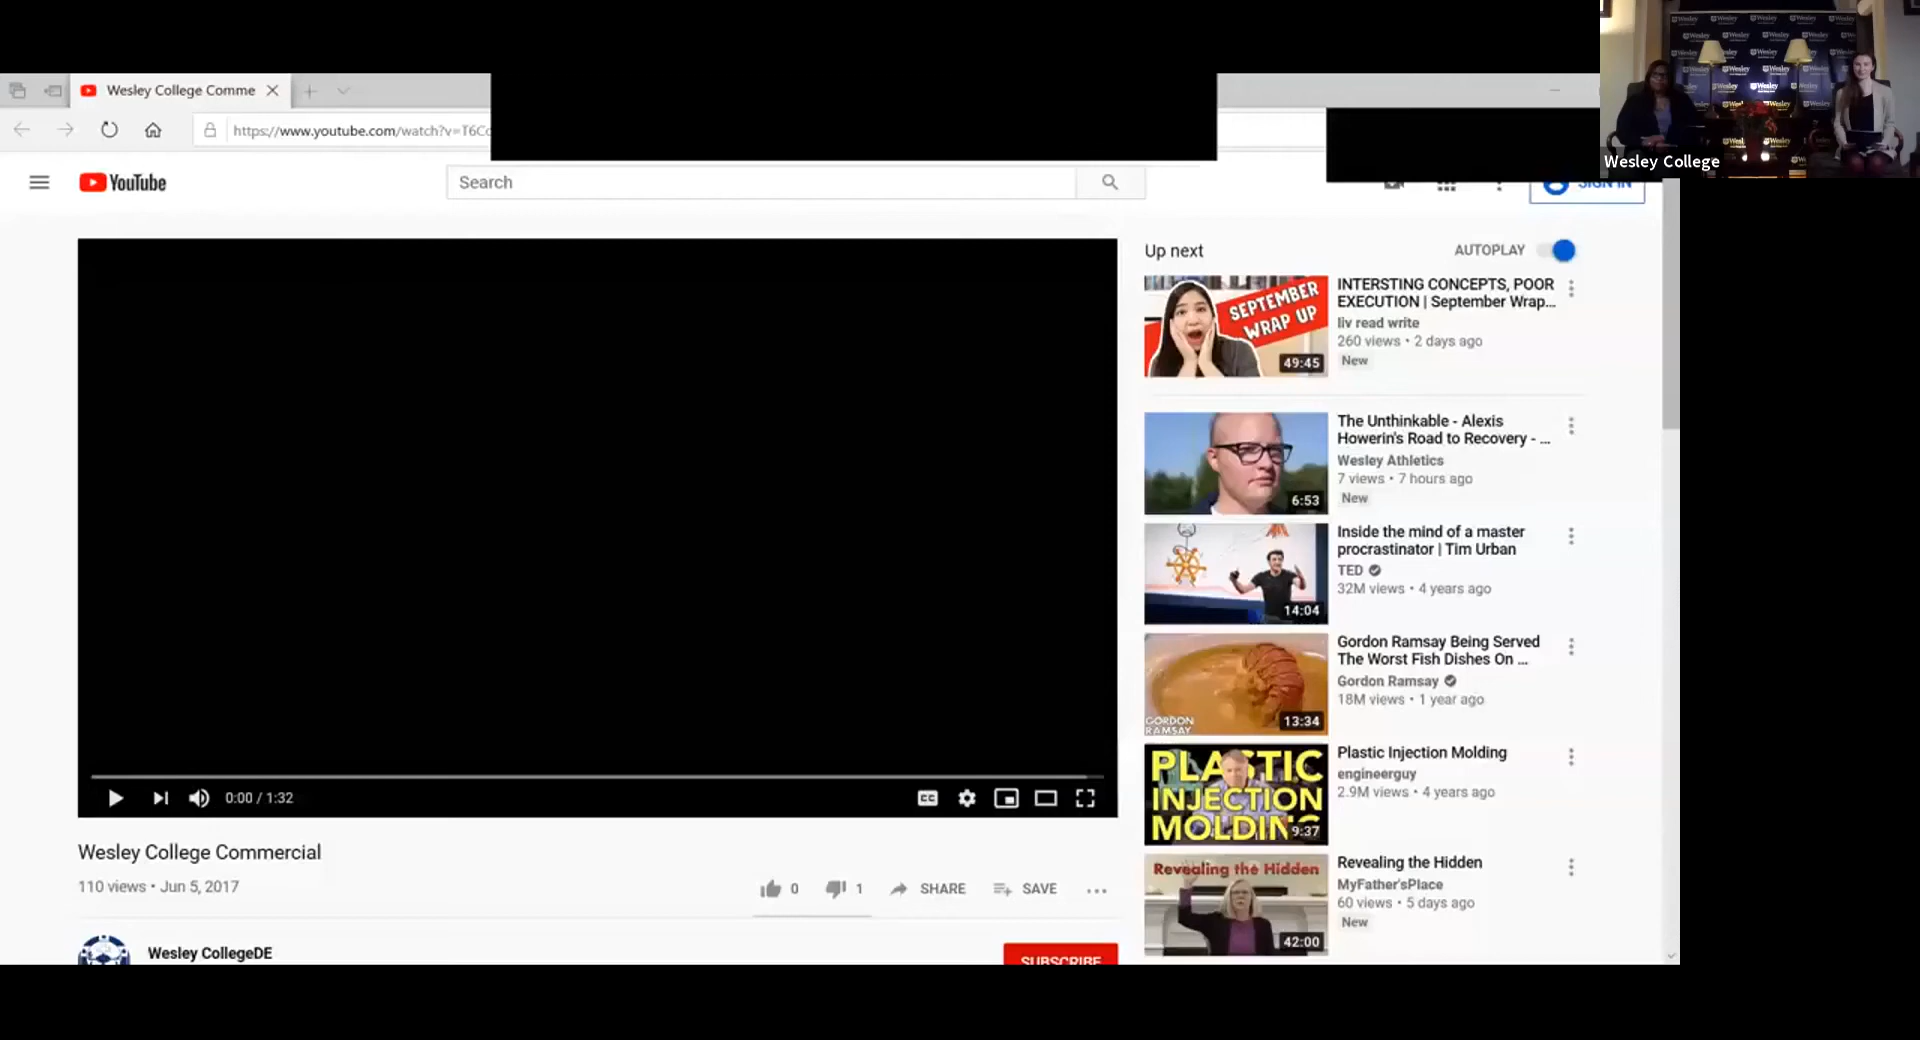 Wesley College Comme
https://www.youtube.com/watch?v=T6Cc
Wesley College
YouTube
Search
SIGN IN
Up next
AUTOPLAY
SEPTEMBER
WRAP UP
49:45
INTERSTING CONCEPTS, POOR
EXECUTION | September Wrap...
liv read write
260 views • 2 days ago
New
6:53
The Unthinkable - Alexis
Howerin's Road to Recovery - ...
Wesley Athletics
7 views • 7 hours ago
New
14:04
Inside the mind of a master
procrastinator | Tim Urban
TED
32M views • 4 years ago
GORDON
RAMSAY
13:34
Gordon Ramsay Being Served
The Worst Fish Dishes On ...
Gordon Ramsay
18M views • 1 year ago
PLASTIC
INJECTION
MOLDING
9:37
Plastic Injection Molding
engineerguy
2.9M views • 4 years ago
Revealing the Hidden
42:00
Revealing the Hidden
MyFather'sPlace
60 views • 5 days ago
New
0:00 / 1:32
CC
Wesley College Commercial
110 views • Jun 5, 2017
0
1
SHARE
SAVE
Wesley CollegeDE
SUBSCRIBE